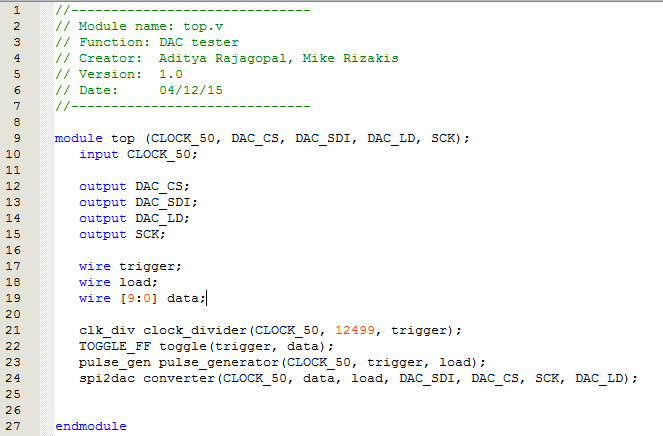 1 //------------------------------
2 // Module name: top.v
3 // Function: DAC tester
4 // Creator:  Aditya Rajagopal, Mike Rizakis
5 // Version:  1.0
6 // Date:     04/12/15
7 //------------------------------
8
9 module top (CLOCK_50, DAC_CS, DAC_SDI, DAC_LD, SCK);
10    input CLOCK_50;
11
12    output DAC_CS;
13    output DAC_SDI;
14    output DAC_LD;
15    output SCK;
16
17    wire trigger;
18    wire load;
19    wire [9:0] data;
20
21    clk_div clock_divider(CLOCK_50, 12499, trigger);
22    TOGGLE_FF toggle(trigger, data);
23    pulse_gen pulse_generator(CLOCK_50, trigger, load);
24    spi2dac converter(CLOCK_50, data, load, DAC_SDI, DAC_CS, SCK, DAC_LD);
25
26
27 endmodule